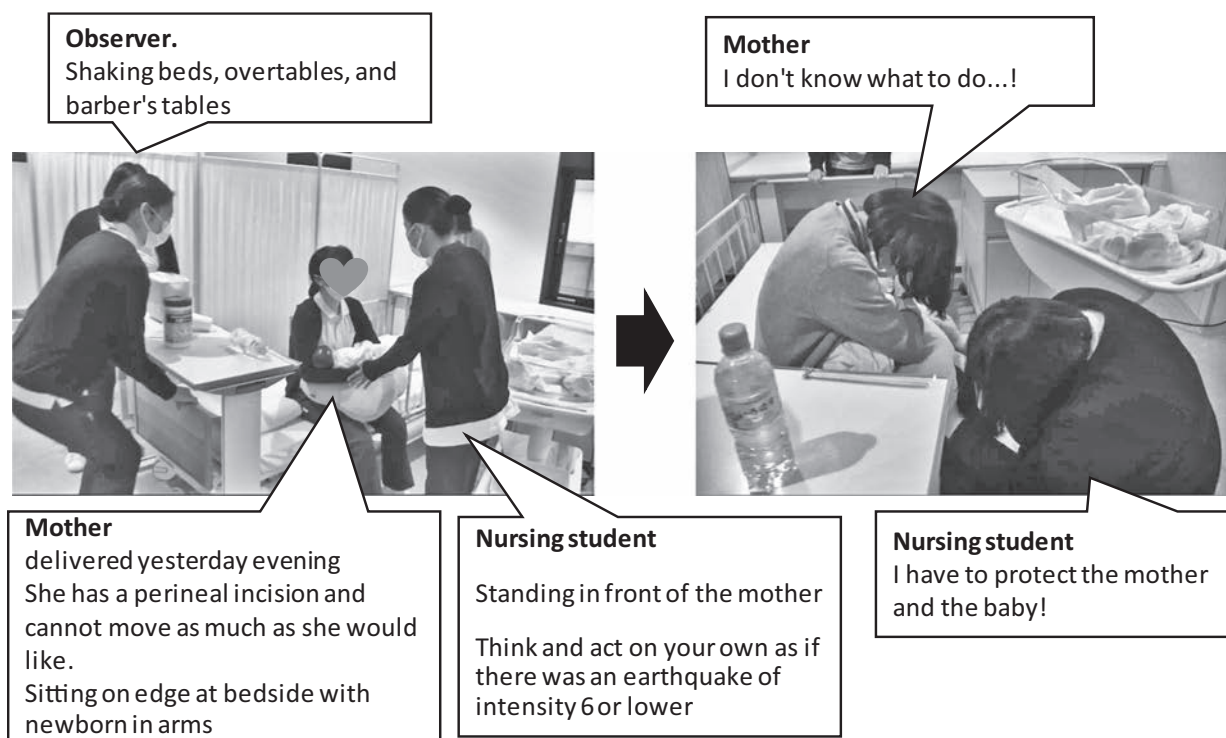 Observer.
Shaking beds, overtables, and
barber's tables
Mother
I don't know what to do...!
Mother
delivered yesterday evening
She has a perineal incision and
cannot move as much as she would
like.
Sitting on edge at bedside with
newborn in arms
Nursing student
Standing in front of the mother
Think and act on your own as if
there was an earthquake of
intensity 6 or lower
Nursing student
I have to protect the mother
and the baby!